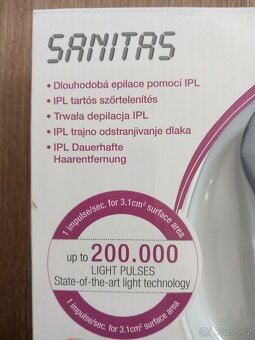 SANITAS
• Dlouhodobá epilace pomocí IPL
• IPL tartós szőrtelenítés
• Trwała depilacja IPL
• IPL trajno odstranjivanje dlaka
• IPL Dauerhafte
Haarentfernung
1 impulse/sec. for 3.1cm² surface area
up to 200.000
LIGHT PULSES
State-of-the-art light technology
1 impulse/sec. for 3.1cm² surface area